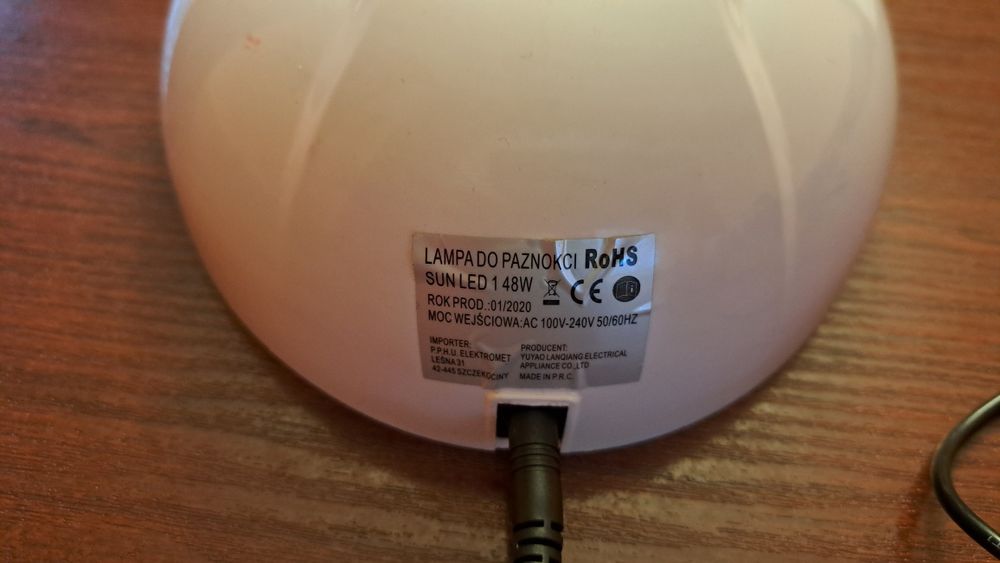 LAMPA DO PAZNOKCI RoHS
SUN LED 1 48W CE
ROK PROD.:01/2020
MOC WEJŚCIOWA:AC 100V-240V 50/60HZ
IMPORTER:
P.P.H.U. ELEKTROMET
LEŚNA 31
42-445 SZCZEKOCINY
PRODUCENT:
YUYAO LANQIANG ELECTRICAL
APPLIANCE CO.,LTD
MADE IN P.R.C.